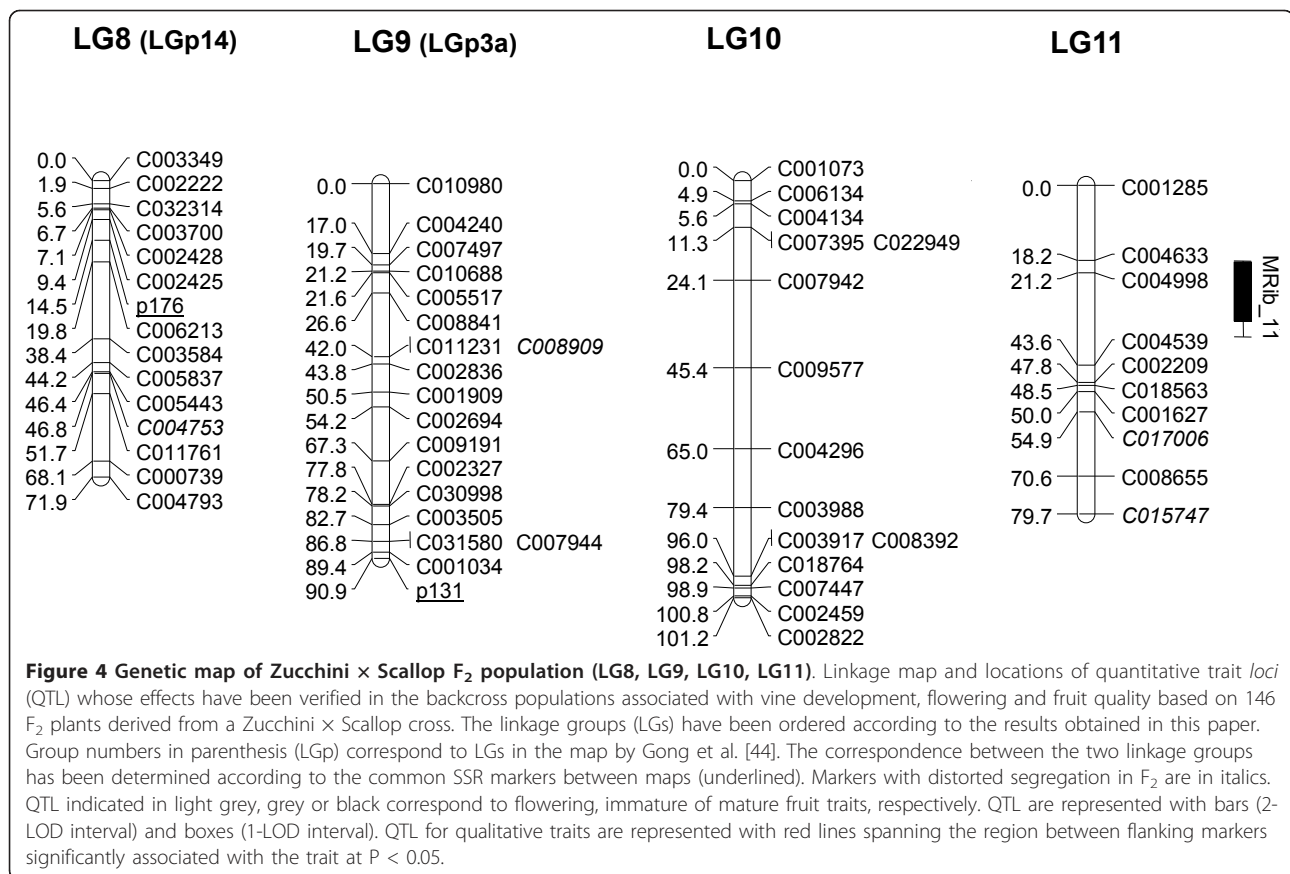 LG8 (LGp14)
0.0 C003349
1.9 C002222
5.6 C032314
6.7 C003700
7.1 C002428
9.4 C002425
14.5 p176
19.8 C006213
38.4 C003584
44.2 C005837
46.4 C005443
46.8 C004753
51.7 C011761
68.1 C000739
71.9 C004793
LG9 (LGp3a)
0.0 C010980
17.0 C004240
19.7 C007497
21.2 C010688
21.6 C005517
26.6 C008841
42.0 C011231 C008909
43.8 C002836
50.5 C001909
54.2 C002694
67.3 C009191
77.8 C002327
78.2 C030998
82.7 C003505
86.8 C031580 C007944
89.4 C001034
90.9 p131
LG10
0.0 C001073
4.9 C006134
5.6 C004134
11.3 C007395 C022949
24.1 C007942
45.4 C009577
65.0 C004296
79.4 C003988
96.0 C003917 C008392
98.2 C018764
98.9 C007447
100.8 C002459
101.2 C002822
LG11
0.0 C001285
18.2 C004633
21.2 C004998
43.6 C004539
47.8 C002209
48.5 C018563
50.0 C001627
54.9 C017006
70.6 C008655
79.7 C015747
MRib_11
Figure 4 Genetic map of Zucchini × Scallop F2 population (LG8, LG9, LG10, LG11). Linkage map and locations of quantitative trait loci
(QTL) whose effects have been verified in the backcross populations associated with vine development, flowering and fruit quality based on 146
F2 plants derived from a Zucchini × Scallop cross. The linkage groups (LGs) have been ordered according to the results obtained in this paper.
Group numbers in parenthesis (LGp) correspond to LGs in the map by Gong et al. [44]. The correspondence between the two linkage groups
has been determined according to the common SSR markers between maps (underlined). Markers with distorted segregation in F2 are in italics.
QTL indicated in light grey, grey or black correspond to flowering, immature of mature fruit traits, respectively. QTL are represented with bars (2-
LOD interval) and boxes (1-LOD interval). QTL for qualitative traits are represented with red lines spanning the region between flanking markers
significantly associated with the trait at P < 0.05.